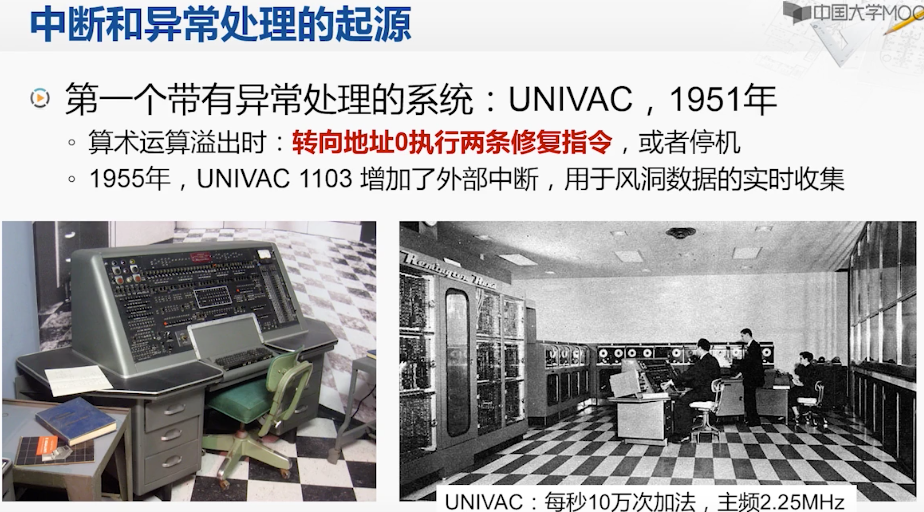 中断和异常处理的起源
中国大学MOO
第一个带有异常处理的系统：UNIVAC，1951年
算术运算溢出时：转向地址0执行两条修复指令，或者停机
1955年，UNIVAC 1103 增加了外部中断，用于风洞数据的实时收集
Remington Rand
UNIVAC：每秒10万次加法，主频2.25MHz